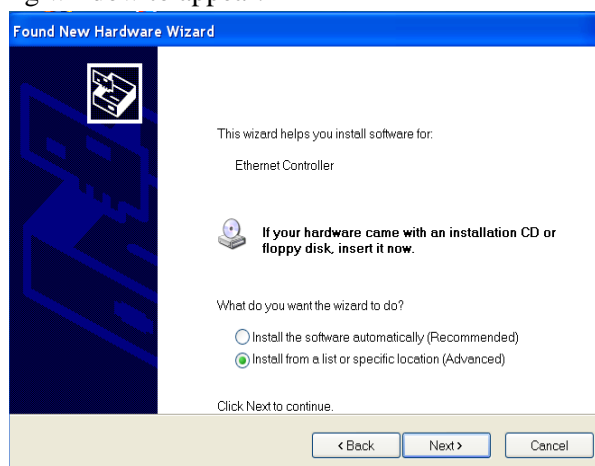 Found New Hardware Wizard
This wizard helps you install software for:
Ethernet Controller
If your hardware came with an installation CD or
floppy disk, insert it now.
What do you want the wizard to do?
Install the software automatically (Recommended)
Install from a list or specific location (Advanced)
Click Next to continue.
< Back
Next >
Cancel